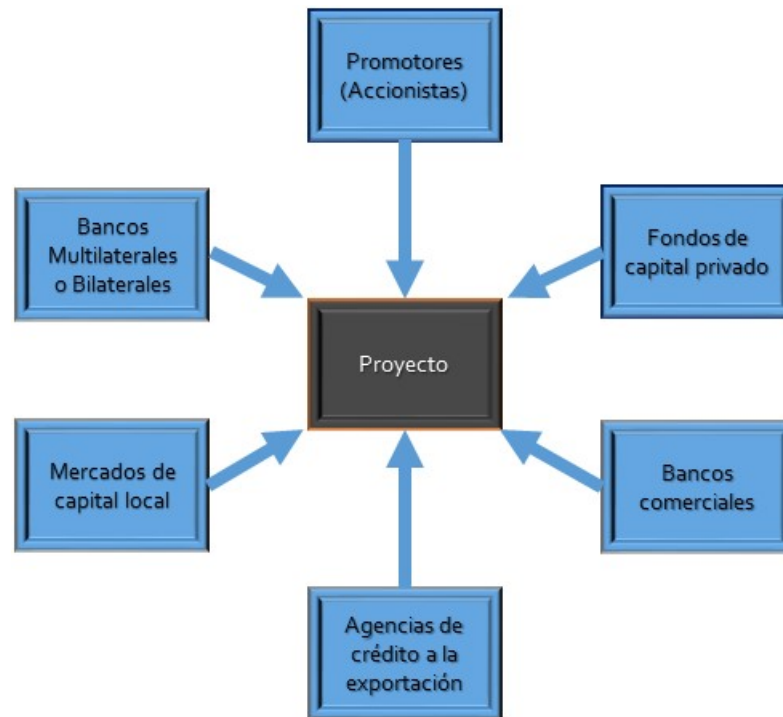 Promotores
(Accionistas)
Bancos
Multilaterales
o Bilaterales
Fondos de
capital privado
Proyecto
Mercados de
capital local
Bancos
comerciales
Agencias de
crédito a la
exportación